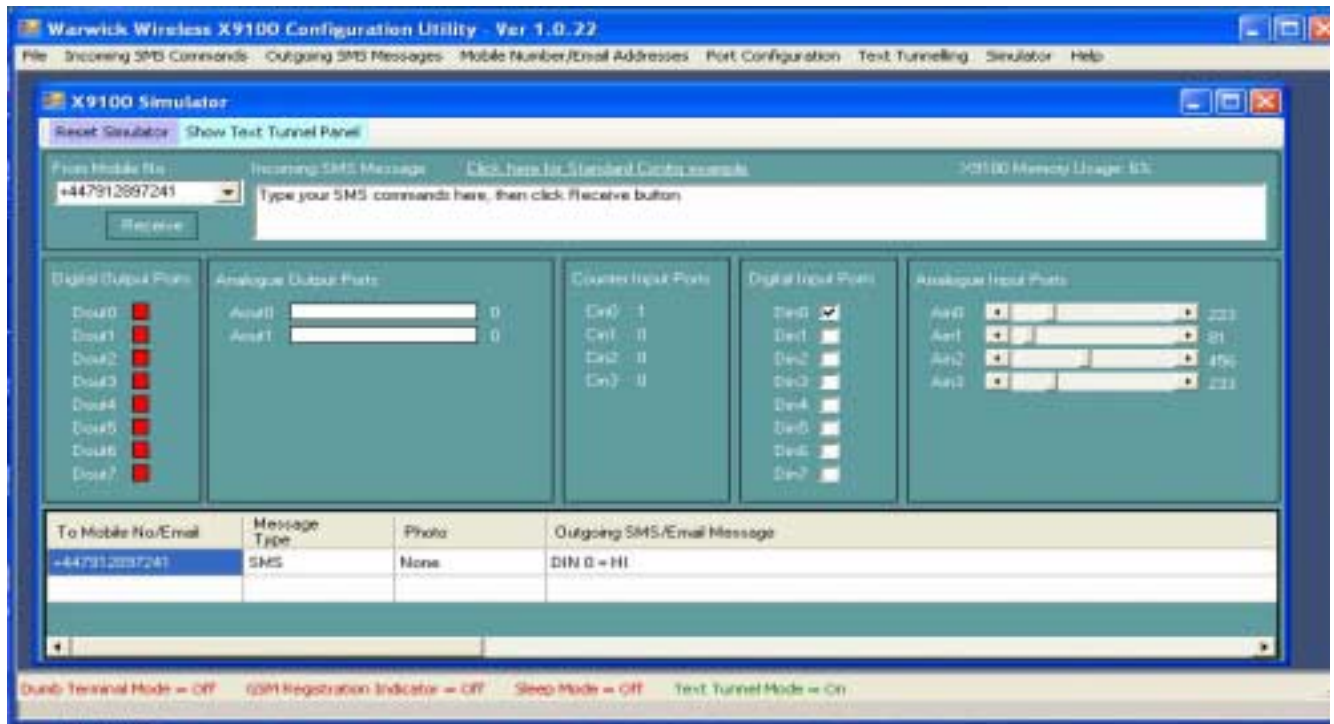 Warwick Wireless X9100 Configuration Utility - Ver 1.0.22
File Incoming SMS Commands Outgoing SMS Messages Mobile Number/Email Addresses Port Configuration Text Tunnelling Simulator Help
X9100 Simulator
Reset Simulator Show Text Tunnel Panel
From Mobile No Incoming SMS Message Click here for Standard Config example X9100 Memory Usage: 6%
+447912897241 Type your SMS commands here, then click Receive button
Receive
Digital Output Ports Analogue Output Ports Counter Input Ports Digital Input Ports Analogue Input Ports
Dout0 Aout0 0 Cin0 1 Din0 Ain0
Dout1 Aout1 0 Cin1 0 Din1 Ain1 81
Dout2 Cin2 0 Din2 Ain2 496
Dout3 Cin3 0 Din3 Ain3 233
Dout4 Din4
Dout5 Din5
Dout6 Din6
Dout7 Din7
To Mobile No/Email Message Type Photo Outgoing SMS/Email Message
+447912897241 SMS None DIN 0 = HI
Dumb Terminal Mode = Off GSM Registration Indicator = Off Sleep Mode = Off Text Tunnel Mode = On